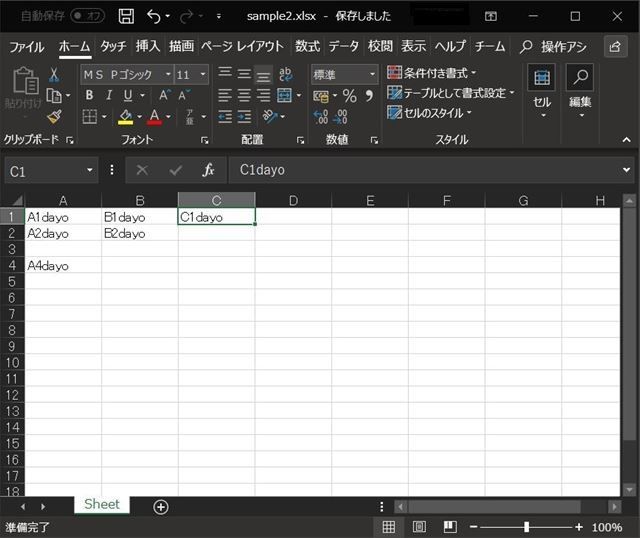 自動保存 オフ sample2.xlsx - 保存しました
ファイル ホーム タッチ 挿入 描画 ページ レイアウト 数式 データ 校閲 表示 ヘルプ チーム 操作アシ
貼り付け MS Pゴシック 11 標準 条件付き書式 セル 編集
B I U テーブルとして書式設定
A A ab セルのスタイル
クリップボード フォント 配置 数値 スタイル
C1 fx C1dayo
A B C D E F G H
1 A1dayo B1dayo C1dayo
2 A2dayo B2dayo
3
4 A4dayo
5
6
7
8
9
10
11
12
13
14
15
16
17
18
Sheet
準備完了 100%